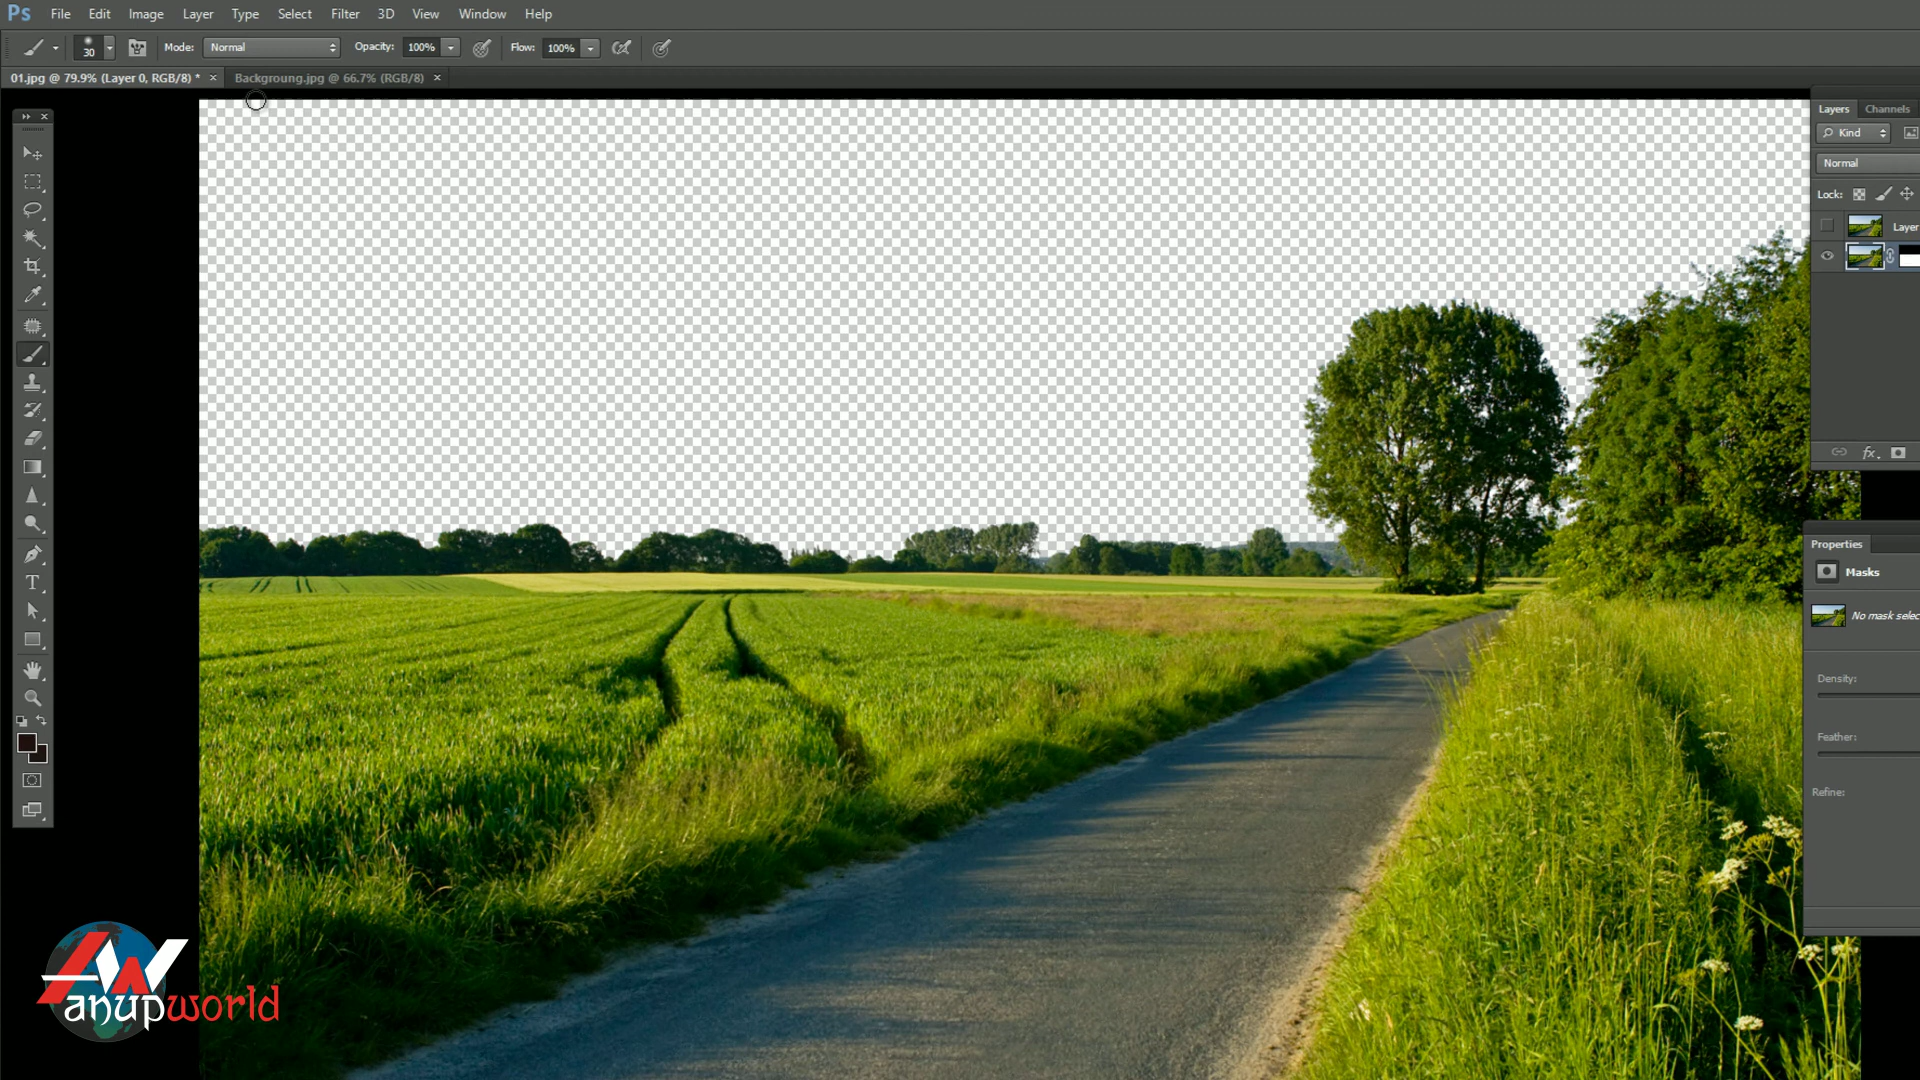 Ps File Edit Image Layer Type Select Filter 3D View Window Help
30 Mode: Normal Opacity: 100% Flow: 100%
01.jpg @ 79.9% (Layer 0, RGB/8) * × Backgroung.jpg @ 66.7% (RGB/8) ×
Layers Channels
Kind
Normal
Lock:
Layer
fx
Properties
Masks
No mask selec
Density:
Feather:
Refine:
T
AW
anupworld